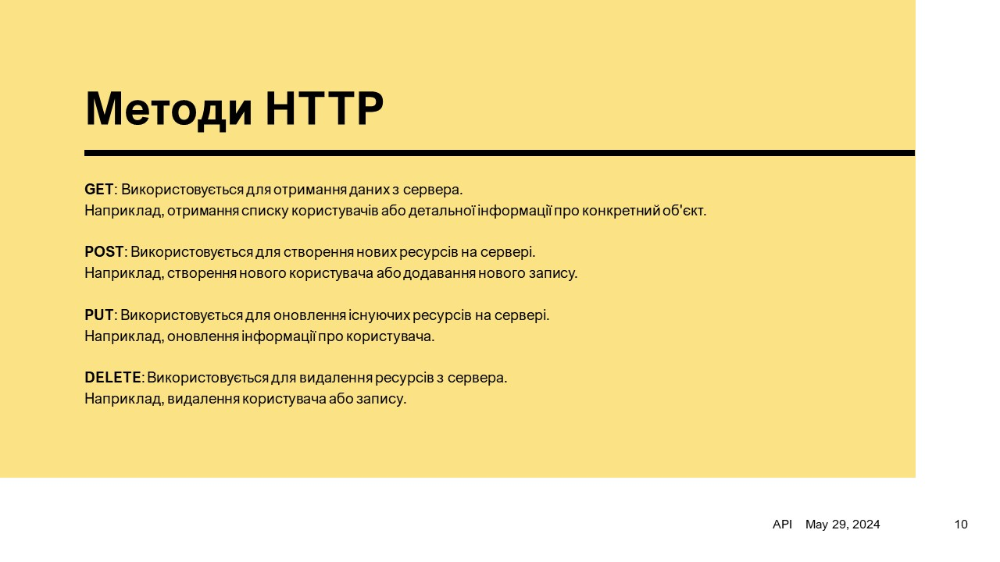 Методи HTTP
GET: Використовується для отримання даних з сервера.
Наприклад, отримання списку користувачів або детальної інформації про конкретний об'єкт.
POST: Використовується для створення нових ресурсів на сервері.
Наприклад, створення нового користувача або додавання нового запису.
PUT: Використовується для оновлення існуючих ресурсів на сервері.
Наприклад, оновлення інформації про користувача.
DELETE: Використовується для видалення ресурсів з сервера.
Наприклад, видалення користувача або запису.
API May 29, 2024 10